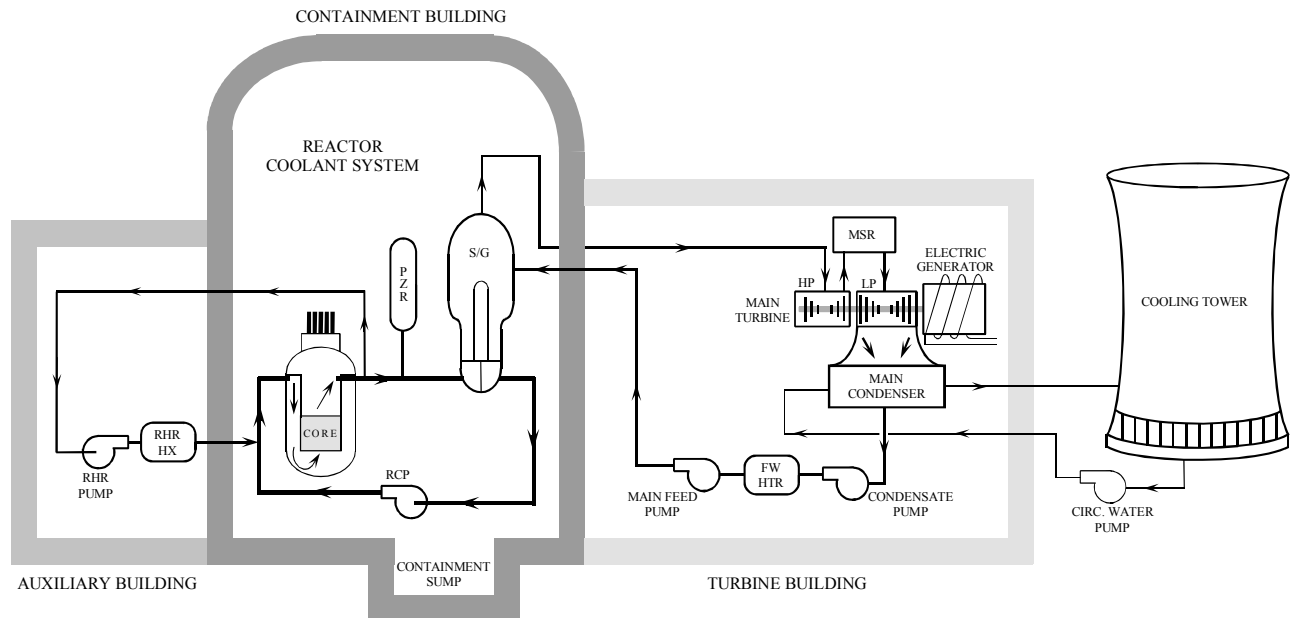 CONTAINMENT BUILDING
REACTOR
COOLANT SYSTEM
P
Z
R
S/G
MSR
ELECTRIC
GENERATOR
HP
LP
MAIN
TURBINE
COOLING TOWER
MAIN
CONDENSER
CORE
RHR
HX
RHR
PUMP
RCP
MAIN FEED
PUMP
FW
HTR
CONDENSATE
PUMP
CIRC. WATER
PUMP
CONTAINMENT
SUMP
AUXILIARY BUILDING
TURBINE BUILDING